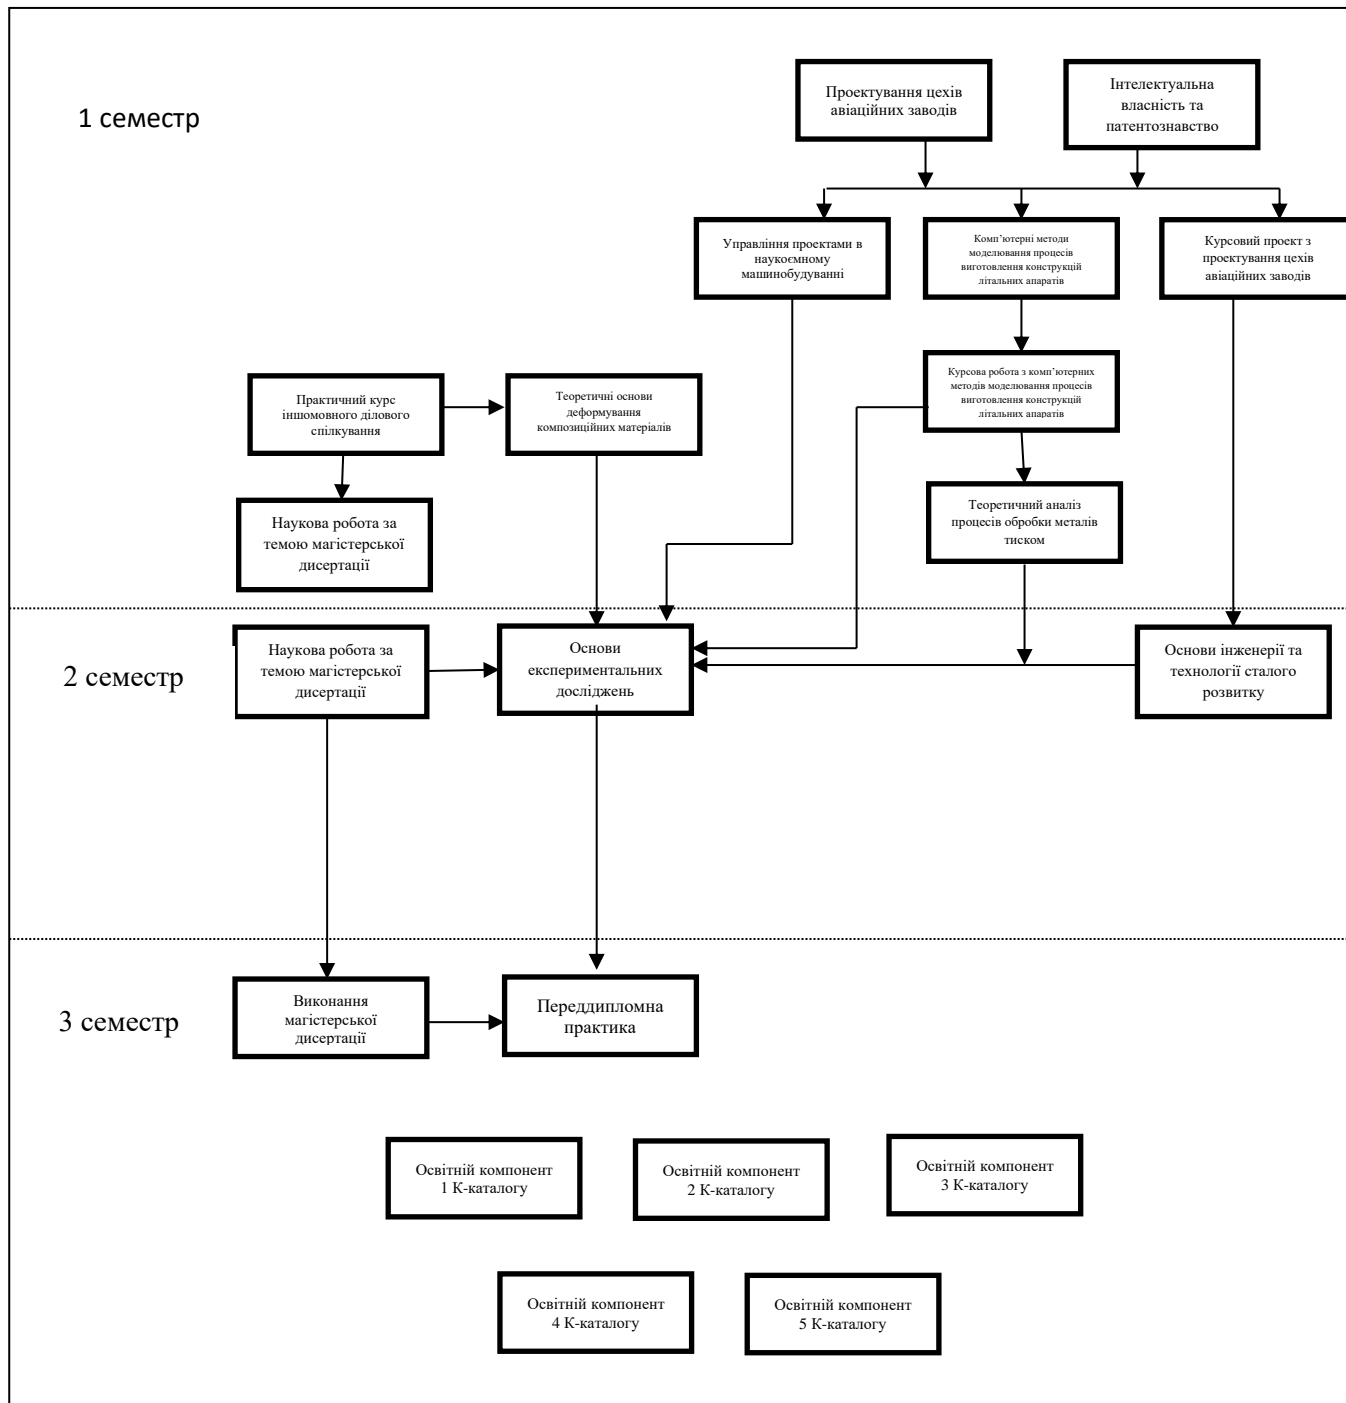 1 семестр
Проектування цехів
авіаційних заводів
Інтелектуальна
власність та
патентознавство
Управління проектами в
наукоємному
машинобудуванні
Комп’ютерні методи
моделювання процесів
виготовлення конструкцій
літальних апаратів
Курсовий проект з
проектування цехів
авіаційних заводів
Практичний курс
іншомовного ділового
спілкування
Теоретичні основи
деформування
композиційних матеріалів
Курсова робота з комп’ютерних
методів моделювання процесів
виготовлення конструкцій
літальних апаратів
Наукова робота за
темою магістерської
дисертації
Теоретичний аналіз
процесів обробки металів
тиском
2 семестр
Наукова робота за
темою магістерської
дисертації
Основи
експериментальних
досліджень
Основи інженерії та
технології сталого
розвитку
3 семестр
Виконання
магістерської
дисертації
Переддипломна
практика
Освітній компонент
1 К-каталогу
Освітній компонент
2 К-каталогу
Освітній компонент
3 К-каталогу
Освітній компонент
4 К-каталогу
Освітній компонент
5 К-каталогу